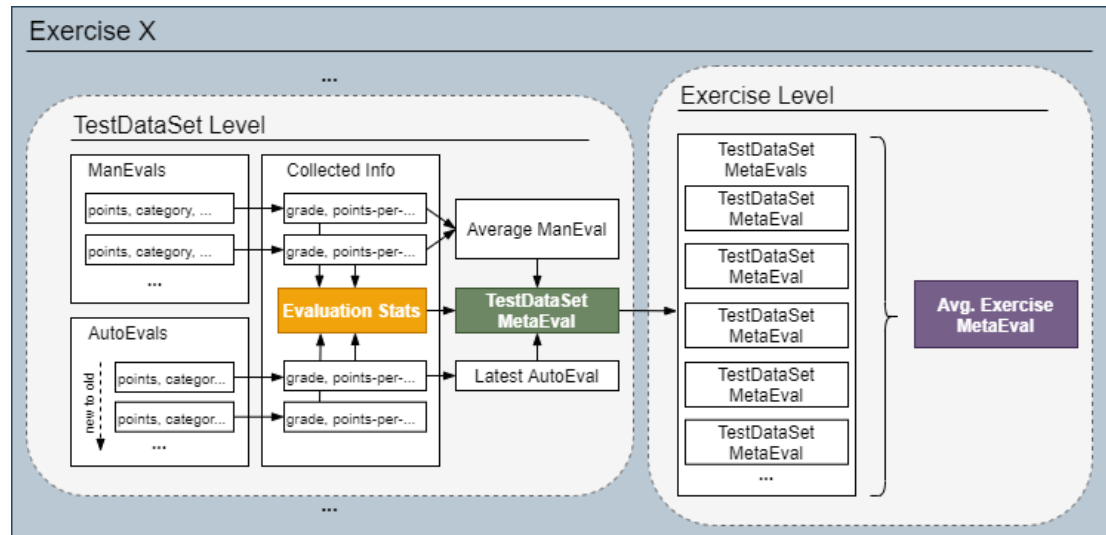 Exercise X
...
TestDataSet Level
ManEvals
points, category, ...
points, category, ...
...
AutoEvals
new to old
points, categor...
points, categor...
...
Collected Info
grade, points-per-...
grade, points-per-...
Evaluation Stats
grade, points-per-...
grade, points-per-...
Average ManEval
TestDataSet
MetaEval
Latest AutoEval
...
Exercise Level
TestDataSet
MetaEvals
TestDataSet
MetaEval
TestDataSet
MetaEval
TestDataSet
MetaEval
TestDataSet
MetaEval
TestDataSet
MetaEval
...
Avg. Exercise
MetaEval